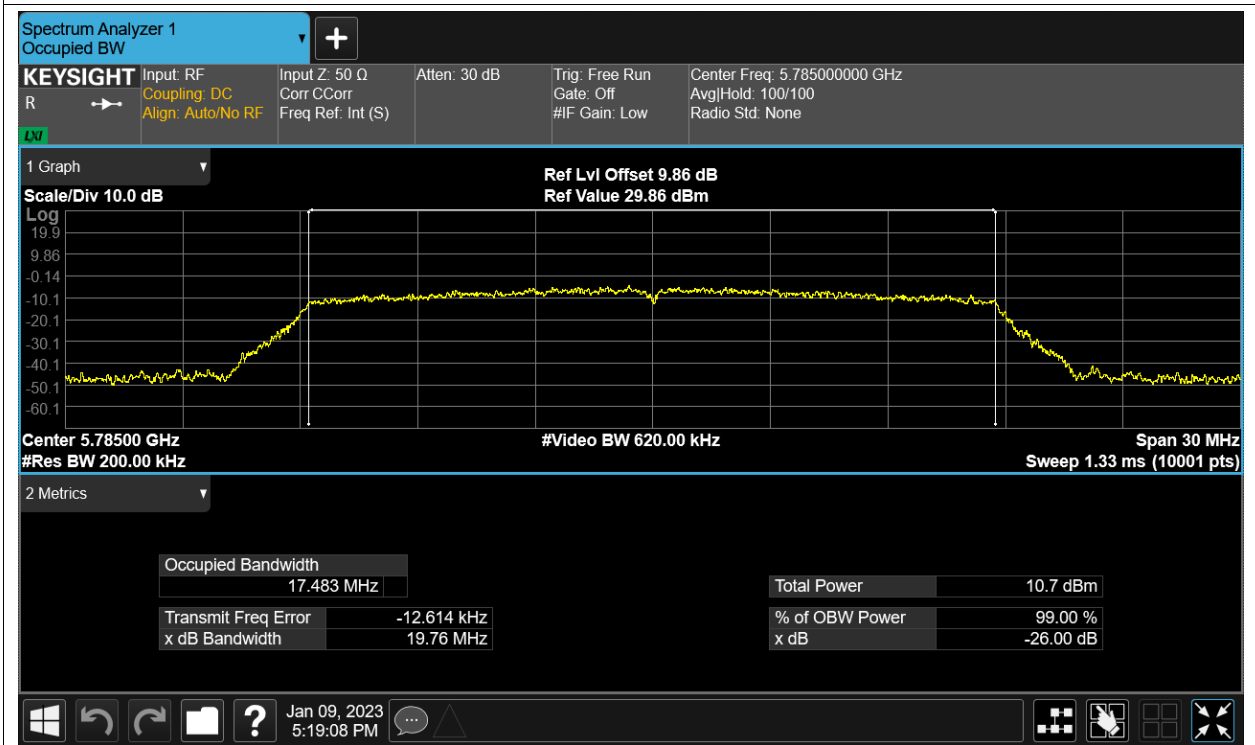 Spectrum Analyzer 1
Occupied BW
KEYSIGHT Input: RF Input Z: 50 Ω Atten: 30 dB Trig: Free Run Center Freq: 5.785000000 GHz
R Coupling: DC Corr CCorr Gate: Off Avg|Hold: 100/100
Align: Auto/No RF Freq Ref: Int (S) #IF Gain: Low Radio Std: None
LXI
1 Graph
Ref Lvl Offset 9.86 dB
Scale/Div 10.0 dB Ref Value 29.86 dBm
Log
19.9
9.86
-0.14
-10.1
-20.1
-30.1
-40.1
-50.1
-60.1
Center 5.78500 GHz #Video BW 620.00 kHz Span 30 MHz
#Res BW 200.00 kHz Sweep 1.33 ms (10001 pts)
2 Metrics
Occupied Bandwidth
17.483 MHz Total Power 10.7 dBm
Transmit Freq Error -12.614 kHz % of OBW Power 99.00 %
x dB Bandwidth 19.76 MHz x dB -26.00 dB
Jan 09, 2023
5:19:08 PM